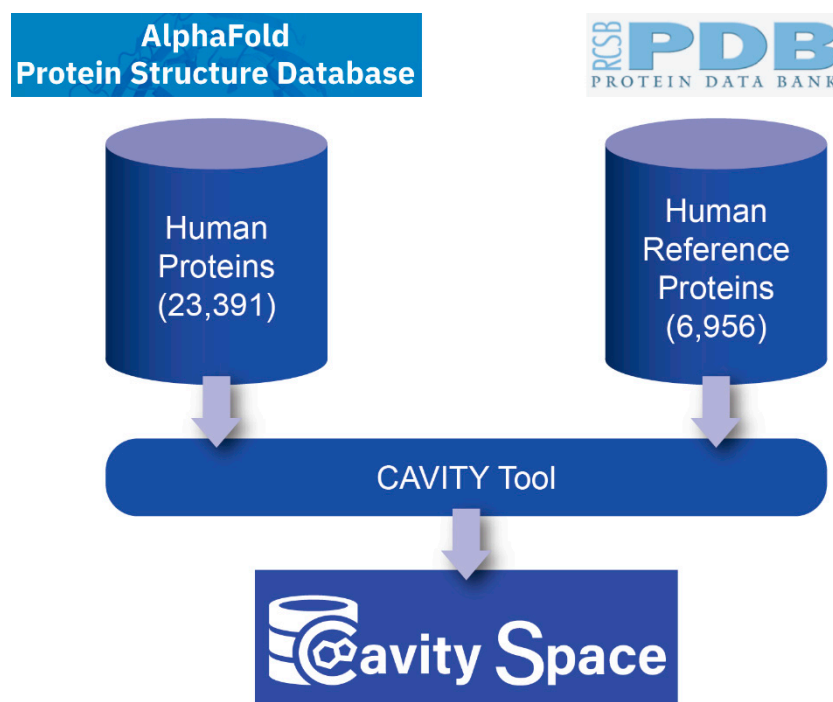 AlphaFold
Protein Structure Database
RCSB
PDB
PROTEIN DATA BANK
Human
Proteins
(23,391)
Human
Reference
Proteins
(6,956)
CAVITY Tool
Cavity Space